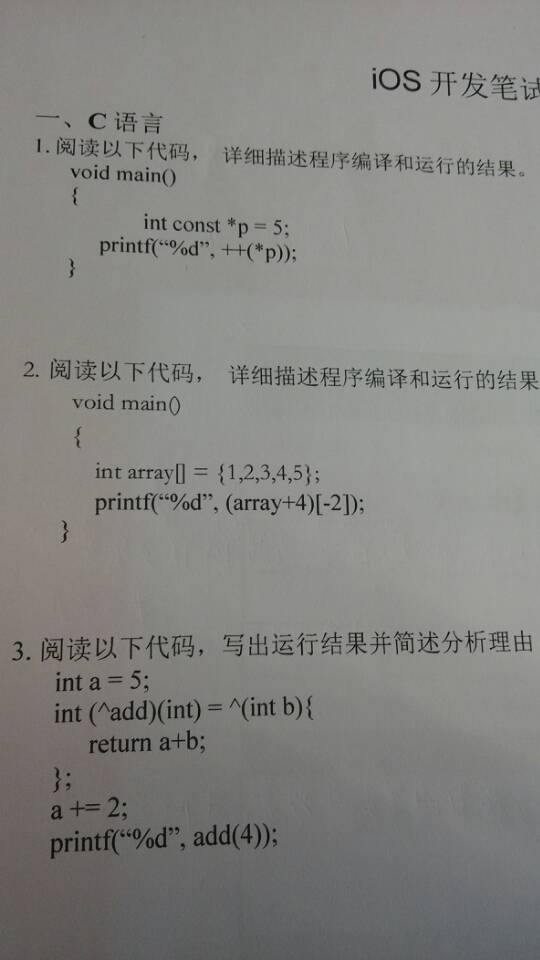 iOS 开发笔试
一、C 语言
1. 阅读以下代码， 详细描述程序编译和运行的结果。
void main()
{
int const *p = 5;
printf(“%d”, ++(*p));
}
2. 阅读以下代码， 详细描述程序编译和运行的结果
void main()
{
int array[] = {1,2,3,4,5};
printf(“%d”, (array+4)[-2]);
}
3. 阅读以下代码，写出运行结果并简述分析理由
int a = 5;
int (^add)(int) = ^(int b){
return a+b;
};
a += 2;
printf(“%d”, add(4));